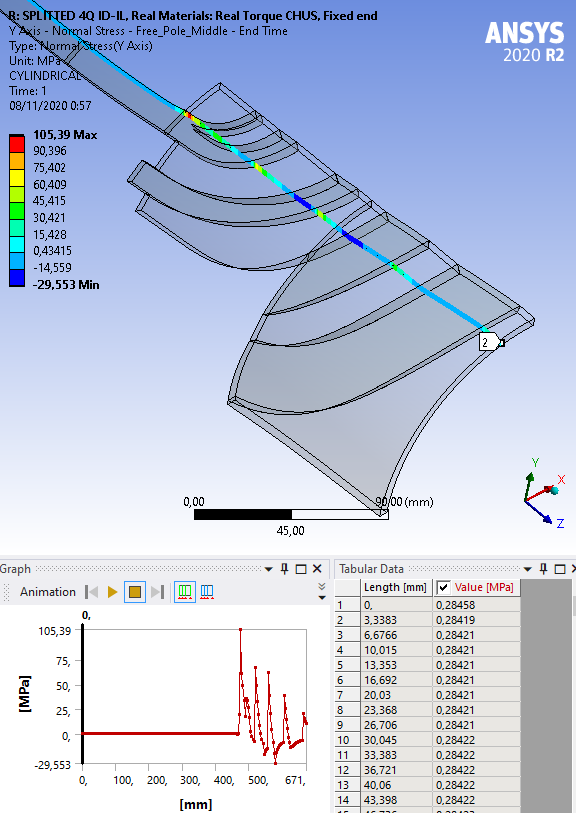 R: SPLITTED 4Q ID-IL, Real Materials: Real Torque CHUS, Fixed end
Y Axis - Normal Stress - Free_Pole_Middle - End Time
Type: Normal Stress(Y Axis)
Unit: MPa
CYLINDRICAL
Time: 1
08/11/2020 0:57
ANSYS
2020 R2
105,39 Max
90,396
75,402
60,409
45,415
30,421
15,428
0,43415
-14,559
-29,553 Min
2
0,00
90,00 (mm)
45,00
Y
X
Z
Graph
Animation
0,
105,39
75,
50,
25,
0,
-29,553
[MPa]
0, 100, 200, 300, 400, 500, 671,
[mm]
Tabular Data
Length [mm] Value [MPa]
1 0, 0,28458
2 3,3383 0,28419
3 6,6766 0,28421
4 10,015 0,28421
5 13,353 0,28421
6 16,692 0,28421
7 20,03 0,28421
8 23,368 0,28421
9 26,706 0,28421
10 30,045 0,28422
11 33,383 0,28422
12 36,721 0,28422
13 40,06 0,28422
14 43,398 0,28422